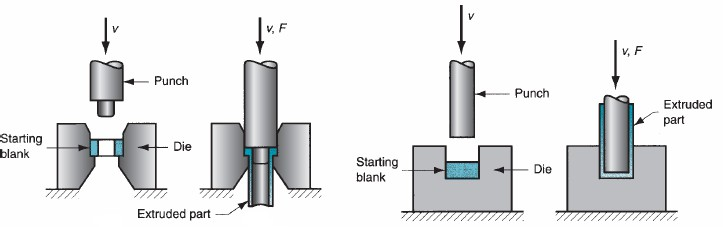 v
Punch
Starting
blank
Die
v, F
Extruded part
v
Punch
Starting
blank
Die
v, F
Extruded
part